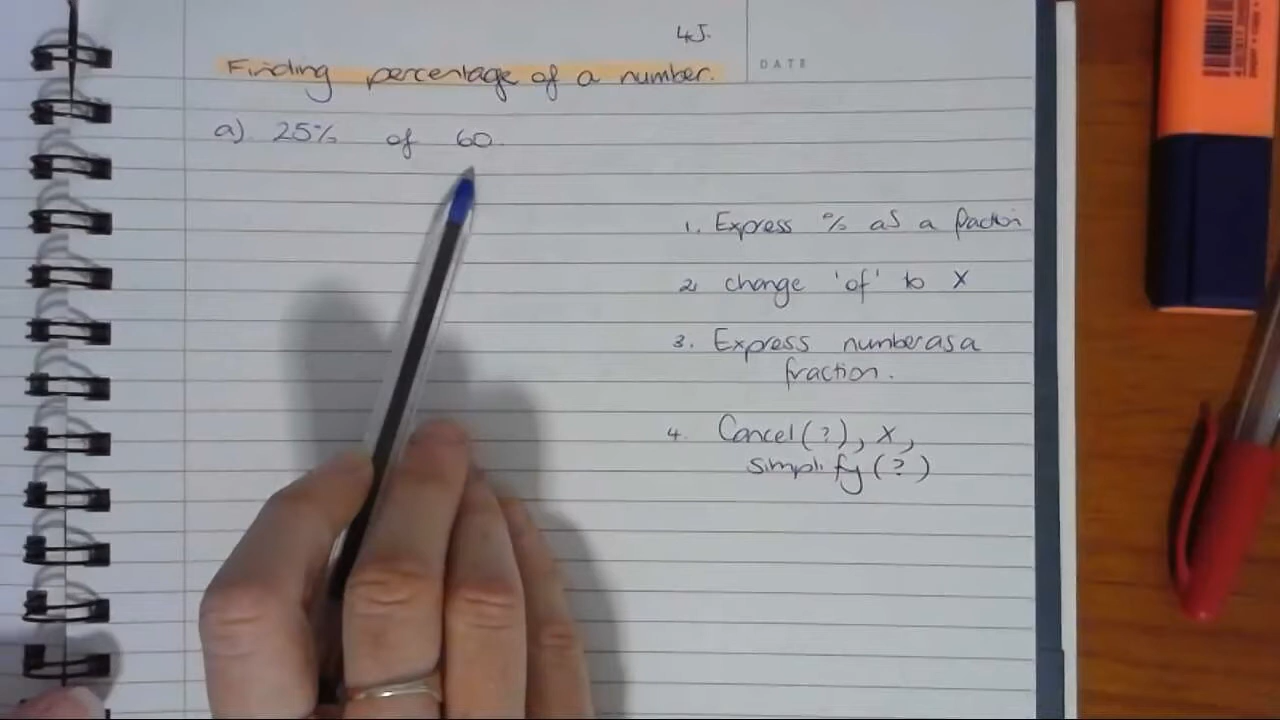 4J.
Finding percentage of a number.
DATE
a) 25% of 60.
1. Express % as a fraction
2. change 'of' to x
3. Express number as a
fraction.
4. Cancel(?), x,
simplify(?)